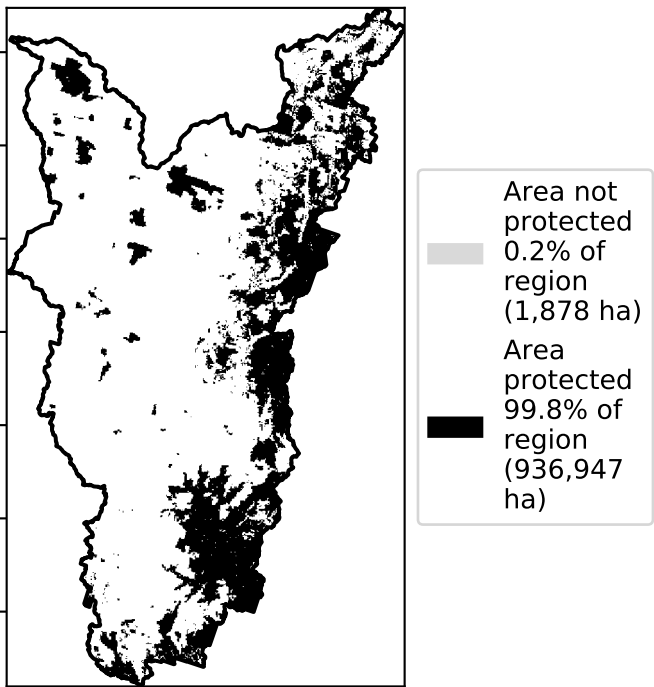 Area not
protected
0.2% of
region
(1,878 ha)
Area
protected
99.8% of
region
(936,947
ha)